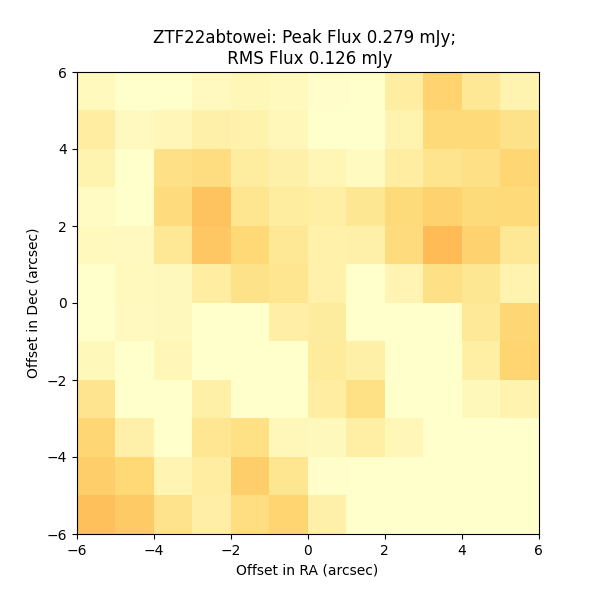 ZTF22abtowei: Peak Flux 0.279 mJy;
RMS Flux 0.126 mJy
6
4
2
0
−2
−4
−6
Offset in Dec (arcsec)
−6 −4 −2 0 2 4 6
Offset in RA (arcsec)